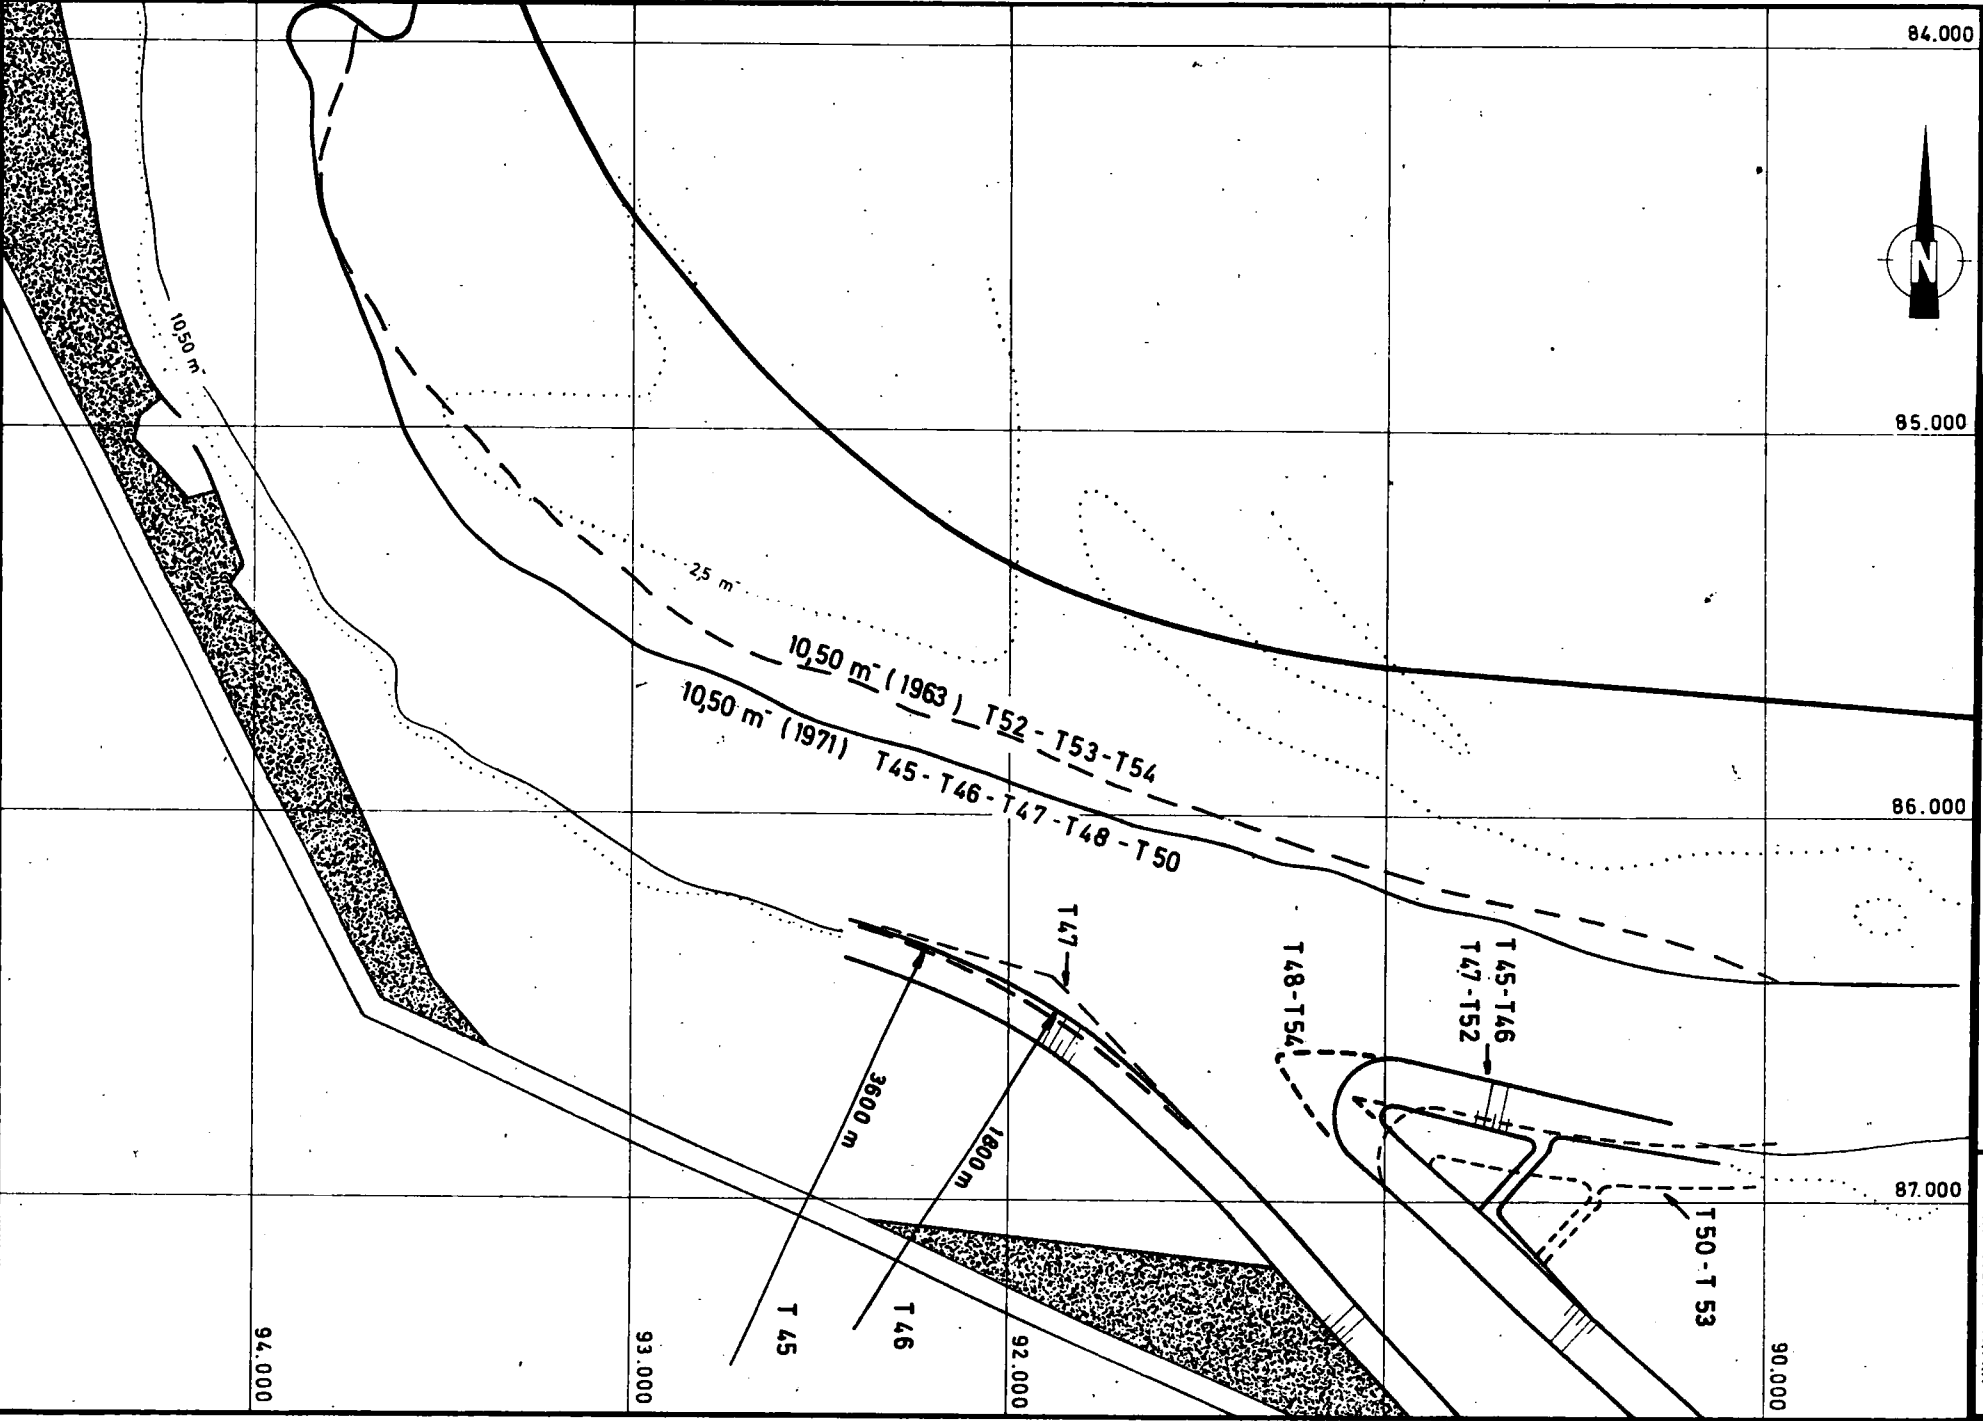 84.000
N
10,50 m⁻
85.000
2,5 m⁻
10,50 m⁻ (1963) T52 - T53 - T54
10,50 m⁻ (1971) T45 - T46 - T47 - T48 - T50
86.000
T47
T48-T54
T45-T46
T47-T52
3600 m
1800 m
87.000
T50 - T 53
T 45
T 46
94.000
93.000
92.000
90.000